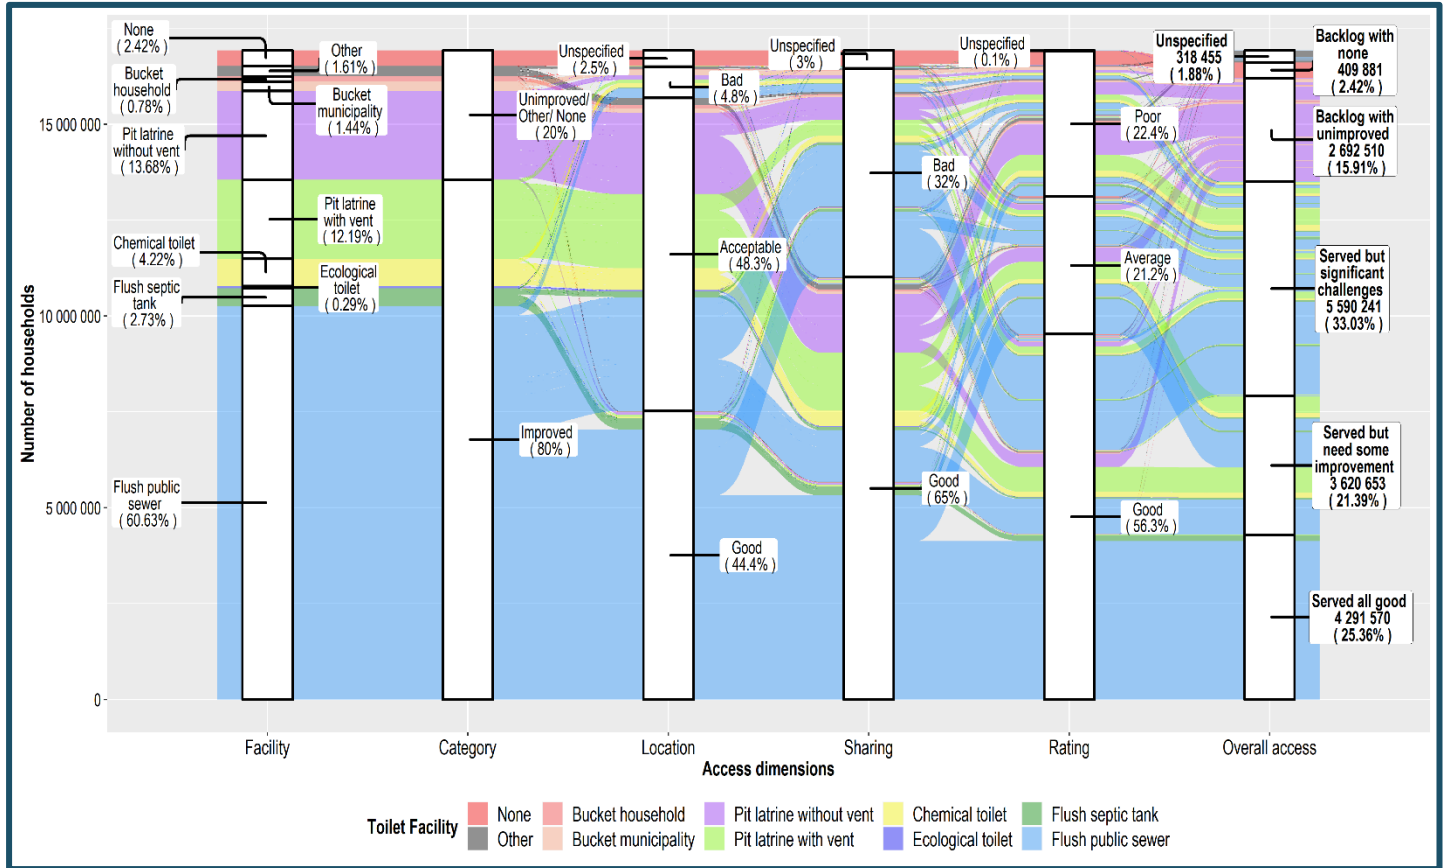 None
( 2.42%)
Other
( 1.61%)
Bucket
household
( 0.78%)
Bucket
municipality
( 1.44%)
Pit latrine
without vent
( 13.68%)
Pit latrine
with vent
( 12.19%)
Chemical toilet
( 4.22%)
Ecological
toilet
( 0.29%)
Flush septic
tank
( 2.73%)
Flush public
sewer
( 60.63%)
Unimproved/
Other/ None
( 20%)
Improved
( 80%)
Unspecified
( 2.5%)
Bad
( 4.8%)
Acceptable
( 48.3%)
Good
( 44.4%)
Unspecified
( 3%)
Bad
( 32%)
Good
( 65%)
Unspecified
( 0.1%)
Poor
( 22.4%)
Average
( 21.2%)
Good
( 56.3%)
Unspecified
318 455
( 1.88%)
Backlog with
none
409 881
( 2.42%)
Backlog with
unimproved
2 692 510
( 15.91%)
Served but
significant
challenges
5 590 241
( 33.03%)
Served but
need some
improvement
3 620 653
( 21.39%)
Served all good
4 291 570
( 25.36%)
Number of households
15 000 000
10 000 000
5 000 000
0
Facility Category Location Sharing Rating Overall access
Access dimensions
Toilet Facility
None Bucket household Pit latrine without vent Chemical toilet Flush septic tank
Other Bucket municipality Pit latrine with vent Ecological toilet Flush public sewer